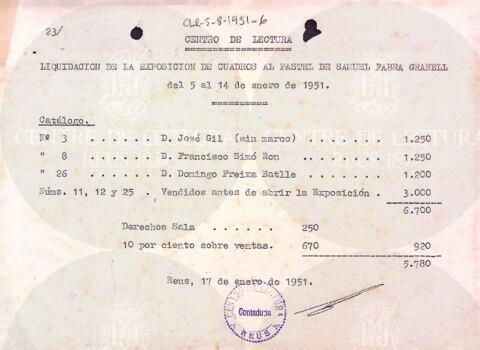 23/
CLR-5-8-1951-6
CENTRO DE LECTURA
LIQUIDACION DE LA EXPOSICION DE CUADROS AL PASTEL DE SAMUEL FABRA GRANELL
del 5 al 14 de enero de 1951.
Catálogo.
Nº 3 . . . . . D. José Gil (sin marco) . . . . . . 1.250
" 8 . . . . . D. Francisco Simó Rom . . . . . . 1.250
" 26 . . . . . D. Domingo Freixa Batlle . . . . 1.200
Núms. 11, 12 y 25 . Vendidos antes de abrir la Exposición . 3.000
6.700
Derechos Sala . . . . . . 250
10 por ciento sobre ventas. 670 920
5.780
Reus, 17 de enero de 1951.
CENTRO DE LECTURA
Contaduría
REUS